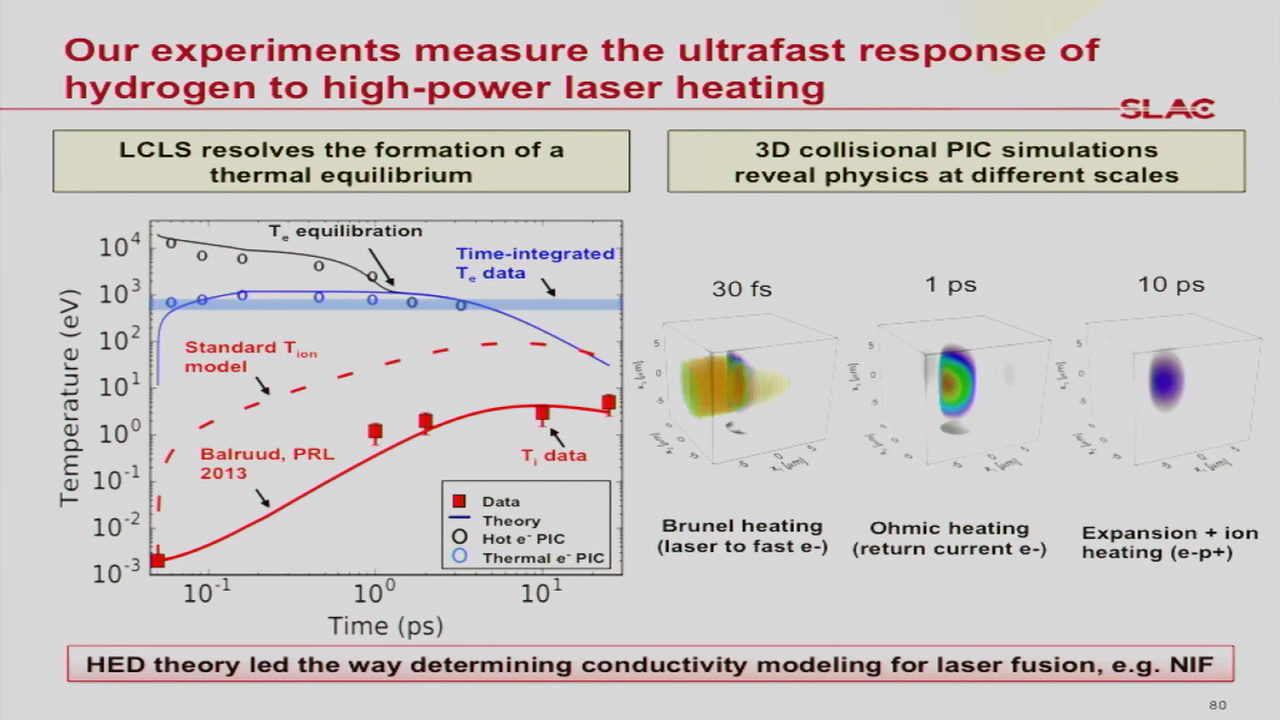 Our experiments measure the ultrafast response of
hydrogen to high-power laser heating
SLAC
LCLS resolves the formation of a
thermal equilibrium
3D collisional PIC simulations
reveal physics at different scales
Temperature (eV)
10⁴
10³
10²
10¹
10⁰
10⁻¹
10⁻²
10⁻³
Tₑ equilibration
Time-integrated
Tₑ data
Standard Tᵢₒₙ
model
Balruud, PRL
2013
Tᵢ data
Data
Theory
Hot e⁻ PIC
Thermal e⁻ PIC
10⁻¹ 10⁰ 10¹
Time (ps)
30 fs
1 ps
10 ps
Brunel heating
(laser to fast e-)
Ohmic heating
(return current e-)
Expansion + ion
heating (e-p+)
HED theory led the way determining conductivity modeling for laser fusion, e.g. NIF
80